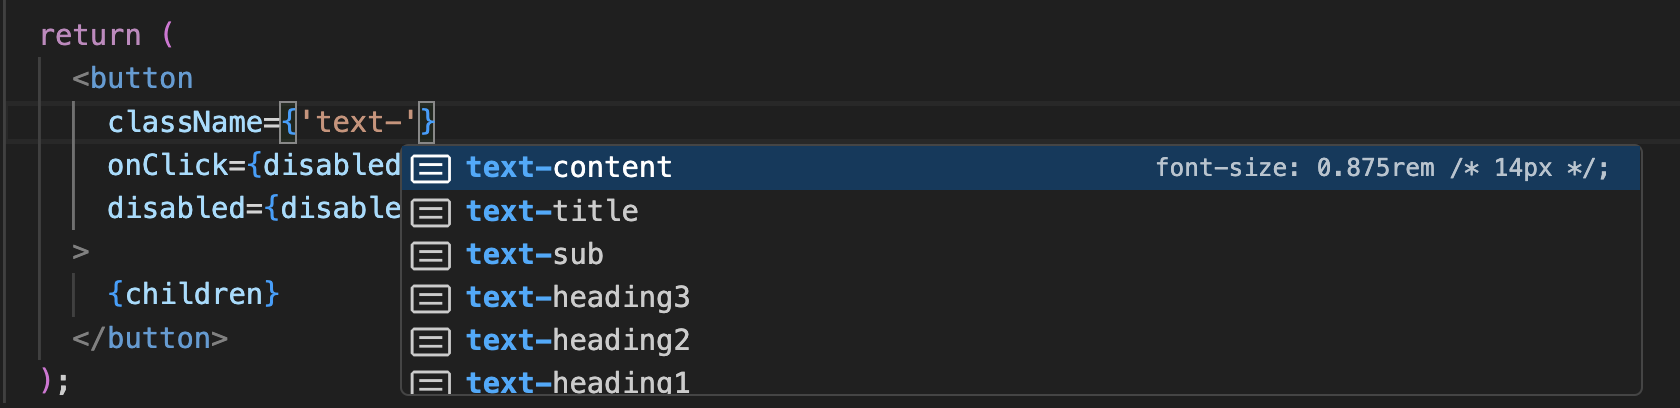 return (
<button
className={'text-'}
onClick={disabled
disabled={disable
>
{children}
</button>
);
text-content font-size: 0.875rem /* 14px */;
text-title
text-sub
text-heading3
text-heading2
text-heading1